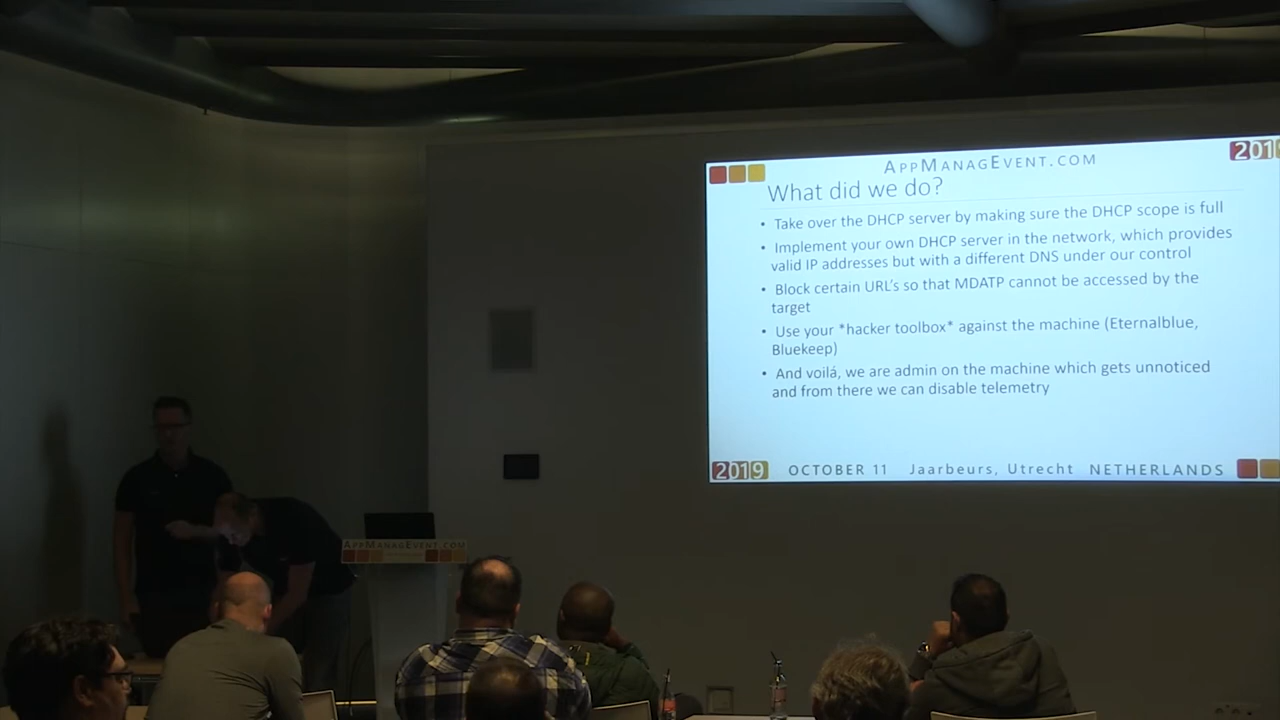 AppManagEvent.com
201
What did we do?
• Take over the DHCP server by making sure the DHCP scope is full
• Implement your own DHCP server in the network, which provides
valid IP addresses but with a different DNS under our control
• Block certain URL's so that MDATP cannot be accessed by the
target
• Use your *hacker toolbox* against the machine (Eternalblue,
Bluekeep)
• And voilá, we are admin on the machine which gets unnoticed
and from there we can disable telemetry
2019 OCTOBER 11 Jaarbeurs, Utrecht NETHERLANDS
AppManagEvent.com